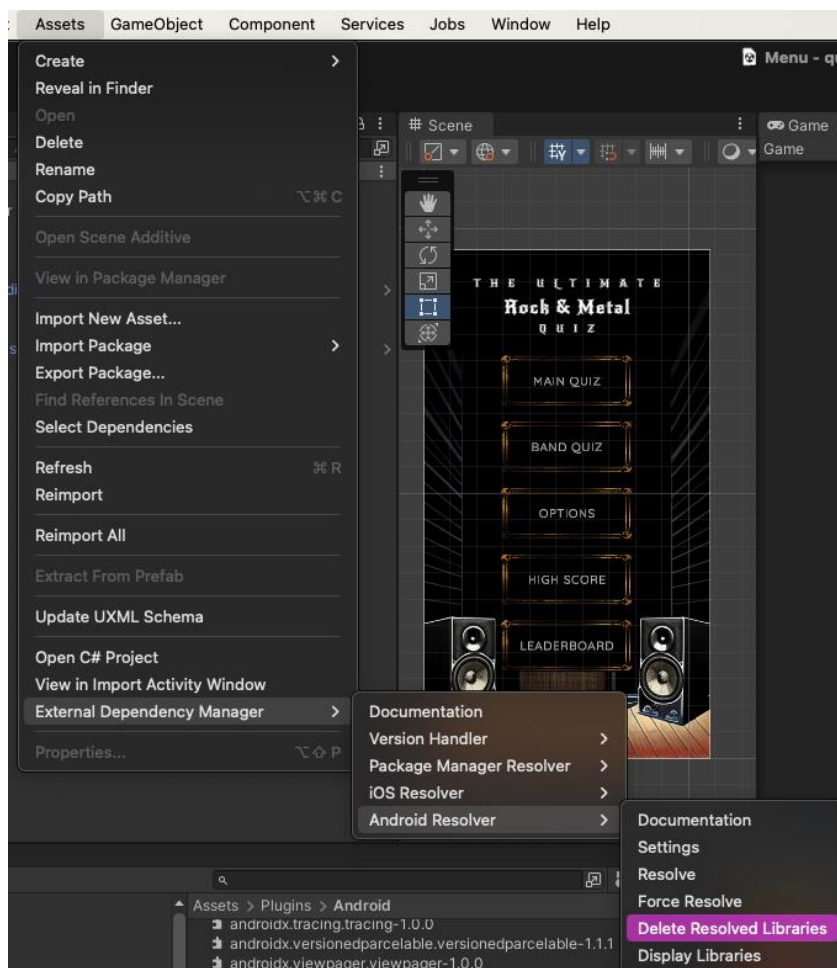 Assets GameObject Component Services Jobs Window Help
Menu - qu
Create
Reveal in Finder
Open
Delete
Rename
Copy Path ⌥⌘C
Open Scene Additive
View in Package Manager
Import New Asset...
Import Package
Export Package...
Find References In Scene
Select Dependencies
Refresh ⌘R
Reimport
Reimport All
Extract From Prefab
Update UXML Schema
Open C# Project
View in Import Activity Window
External Dependency Manager
Properties... ⌥⇧P
# Scene
Game
Game
THE ULTIMATE
Rock & Metal
QUIZ
MAIN QUIZ
BAND QUIZ
OPTIONS
HIGH SCORE
LEADERBOARD
Documentation
Version Handler
Package Manager Resolver
iOS Resolver
Android Resolver
Documentation
Settings
Resolve
Force Resolve
Delete Resolved Libraries
Display Libraries
Assets > Plugins > Android
androidx.tracing.tracing-1.0.0
androidx.versionedparcelable.versionedparcelable-1.1.1
androidx.viewpager.viewpager-1.0.0